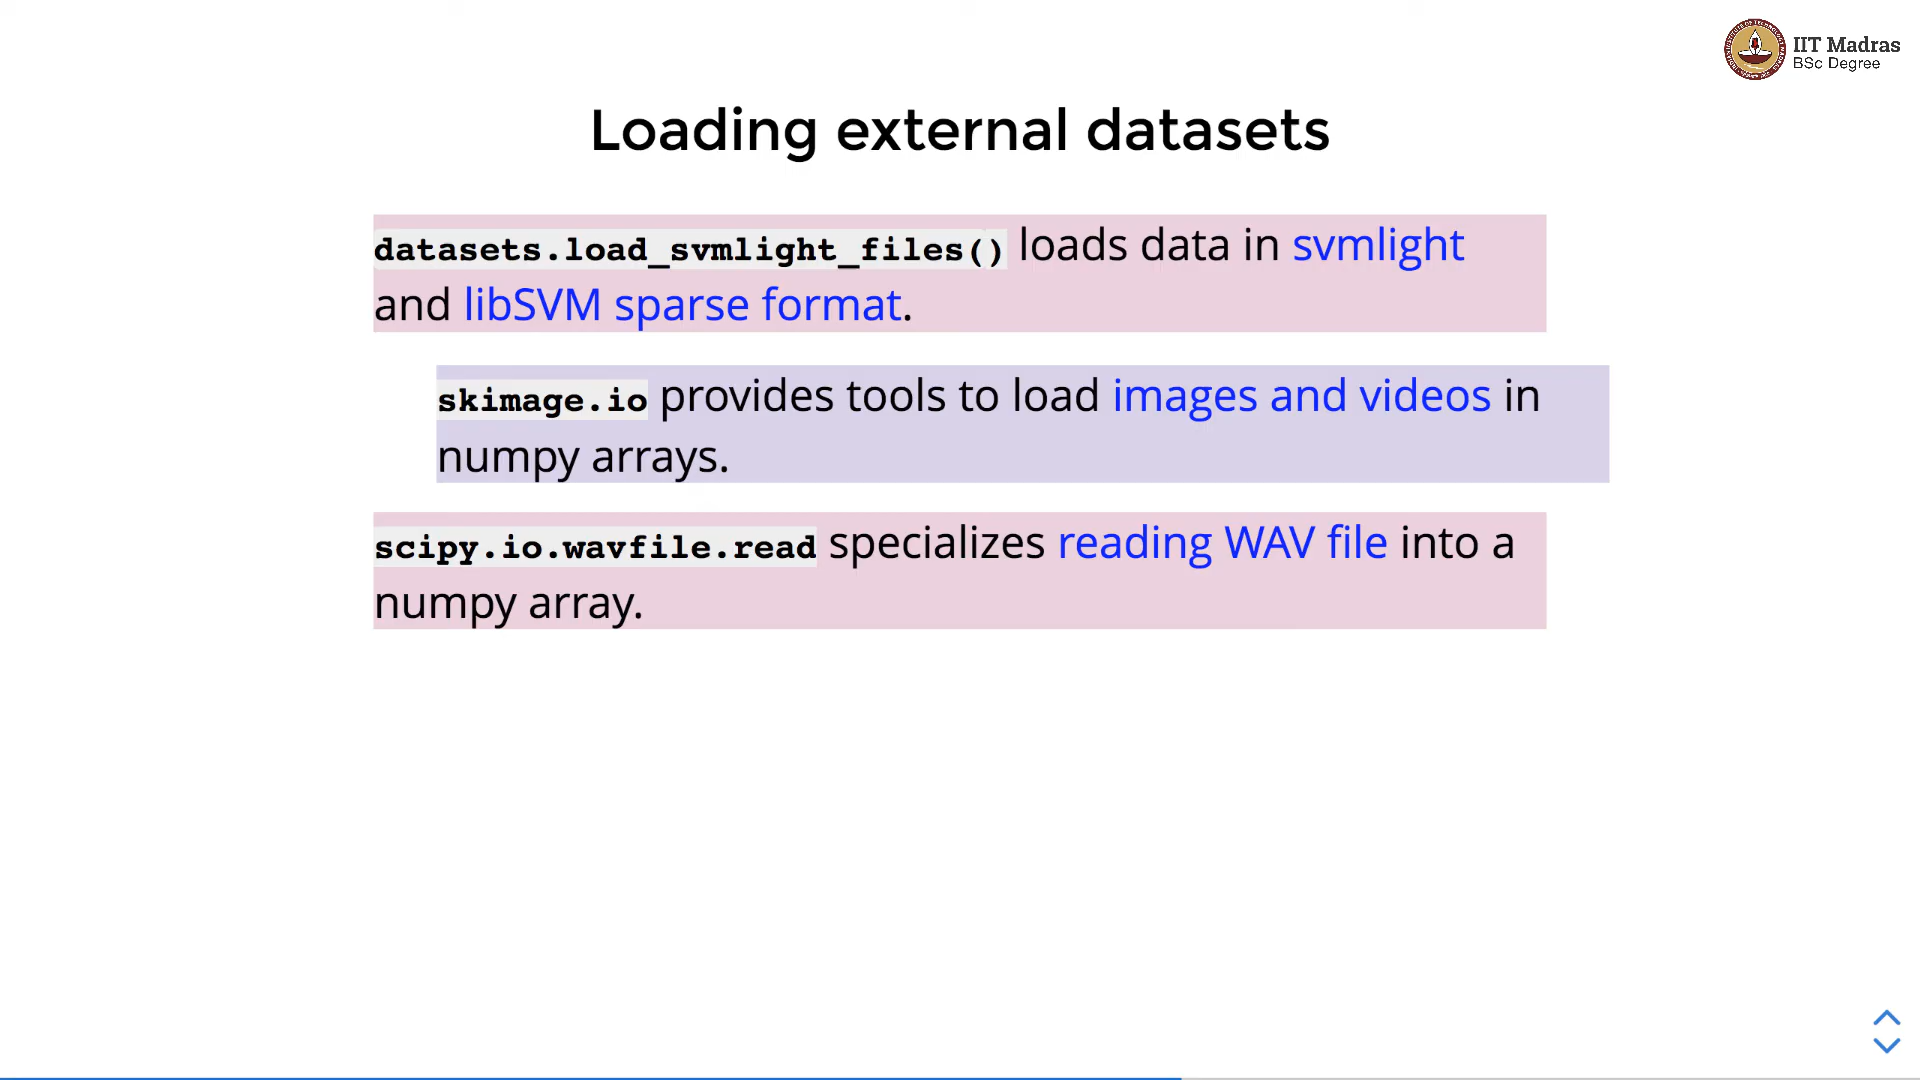 IIT Madras
BSc Degree
Loading external datasets
datasets.load_svmlight_files() loads data in svmlight
and libSVM sparse format.
skimage.io provides tools to load images and videos in
numpy arrays.
scipy.io.wavfile.read specializes reading WAV file into a
numpy array.